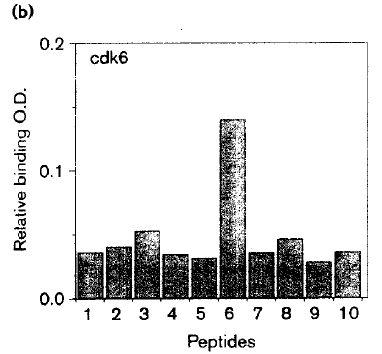 (b)
0.2
cdk6
Relative binding O.D.
0.1
0.0
1 2 3 4 5 6 7 8 9 10
Peptides